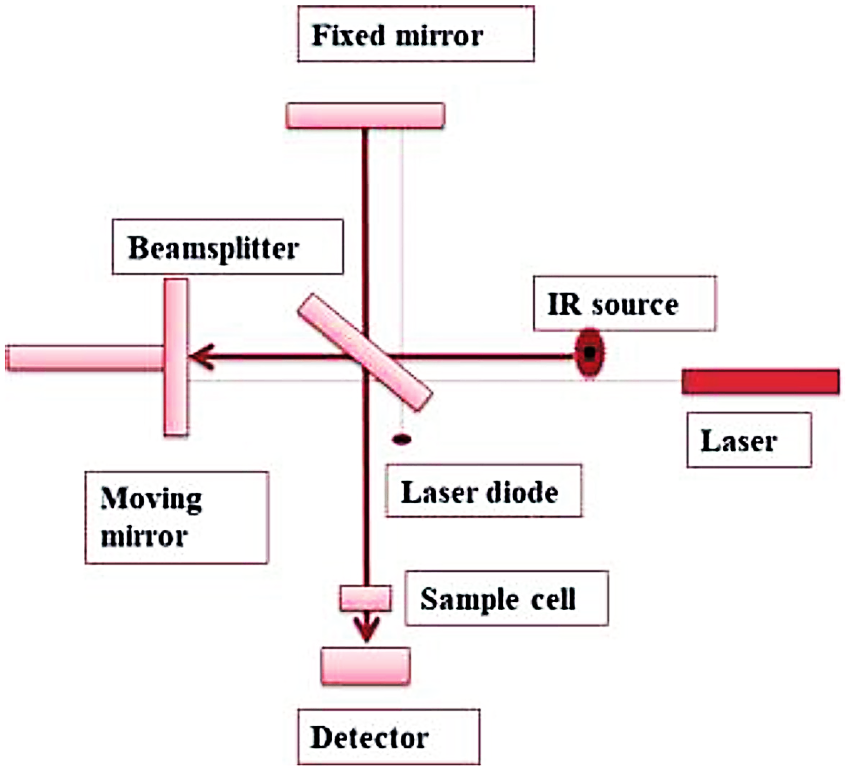 Fixed mirror
Beamsplitter
IR source
Laser
Moving
mirror
Laser diode
Sample cell
Detector